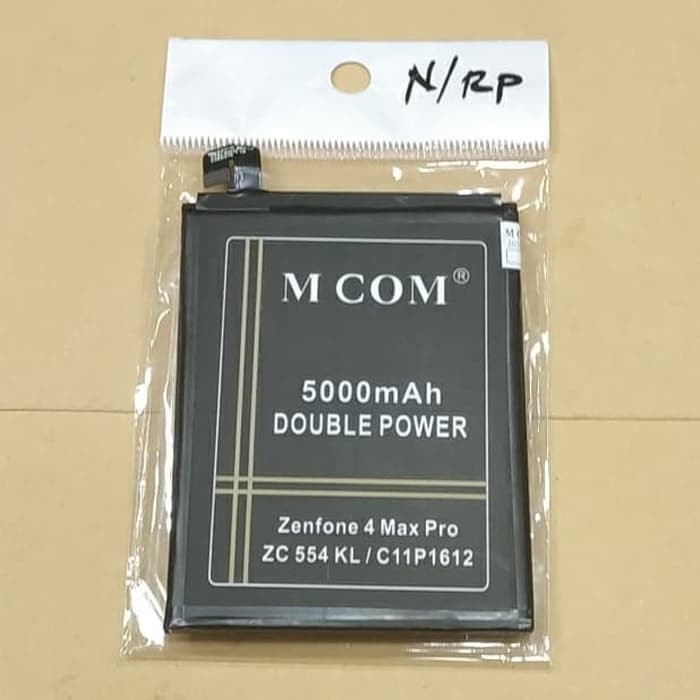 N/RP
M COM®
5000mAh
DOUBLE POWER
Zenfone 4 Max Pro
ZC 554 KL / C11P1612